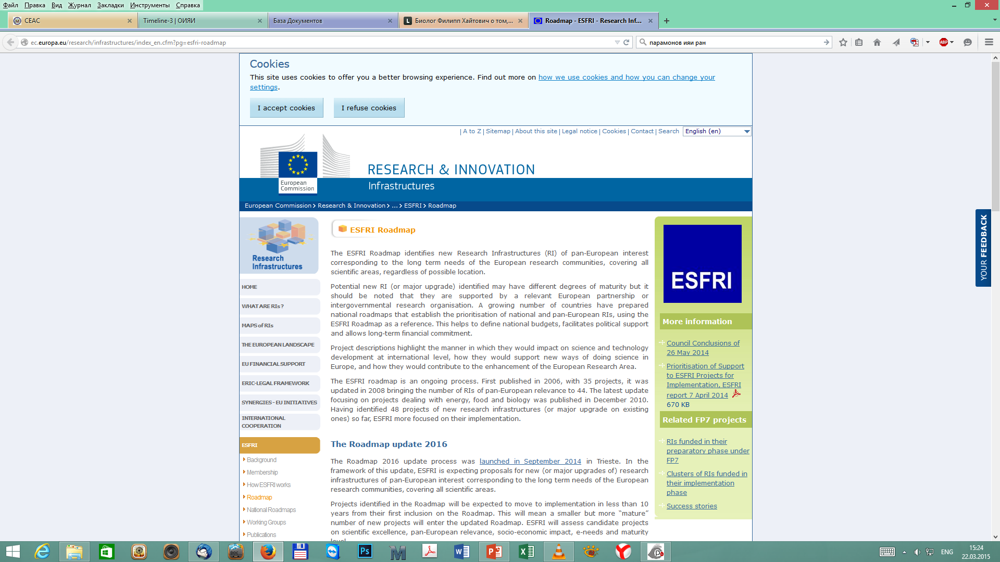 Файл Правка Вид Журнал Закладки Инструменты Справка
CEAC
Timeline-3 | ОИЯИ
База Документов
Биолог Филипп Хайтович о том,...
Roadmap - ESFRI - Research Inf...
ec.europa.eu/research/infrastructures/index_en.cfm?pg=esfri-roadmap
парамонов ияи ран
ABP
Cookies
This site uses cookies to offer you a better browsing experience. Find out more on how we use cookies and how you can change your
settings.
I accept cookies
I refuse cookies
| A to Z | Sitemap | About this site | Legal notice | Cookies | Contact | Search
English (en)
European
Commission
RESEARCH & INNOVATION
Infrastructures
European Commission > Research & Innovation > ... > ESFRI > Roadmap
Research
Infrastructures
HOME
WHAT ARE RIs ?
MAPS of RIs
THE EUROPEAN LANDSCAPE
EU FINANCIAL SUPPORT
ERIC-LEGAL FRAMEWORK
SYNERGIES - EU INITIATIVES
INTERNATIONAL
COOPERATION
ESFRI
Background
Membership
How ESFRI works
Roadmap
National Roadmaps
Working Groups
Publications
ESFRI Roadmap
The ESFRI Roadmap identifies new Research Infrastructures (RI) of pan-European interest
corresponding to the long term needs of the European research communities, covering all
scientific areas, regardless of possible location.
Potential new RI (or major upgrade) identified may have different degrees of maturity but it
should be noted that they are supported by a relevant European partnership or
intergovernmental research organisation. A growing number of countries have prepared
national roadmaps that establish the prioritisation of national and pan-European RIs, using the
ESFRI Roadmap as a reference. This helps to define national budgets, facilitates political support
and allows long-term financial commitment.
Project descriptions highlight the manner in which they would impact on science and technology
development at international level, how they would support new ways of doing science in
Europe, and how they would contribute to the enhancement of the European Research Area.
The ESFRI roadmap is an ongoing process. First published in 2006, with 35 projects, it was
updated in 2008 bringing the number of RIs of pan-European relevance to 44. The latest update
focusing on projects dealing with energy, food and biology was published in December 2010.
Having identified 48 projects of new research infrastructures (or major upgrade on existing
ones) so far, ESFRI more focused on their implementation.
The Roadmap update 2016
The Roadmap 2016 update process was launched in September 2014 in Trieste. In the
framework of this update, ESFRI is expecting proposals for new (or major upgrades of) research
infrastructures of pan-European interest corresponding to the long term needs of the European
research communities, covering all scientific areas.
Projects identified in the Roadmap will be expected to move to implementation in less than 10
years from their first inclusion on the Roadmap. This will mean a smaller but more “mature”
number of new projects will enter the updated Roadmap. ESFRI will assess candidate projects
on scientific excellence, pan-European relevance, socio-economic impact, e-needs and maturity
level.
ESFRI
More information
Council Conclusions of
26 May 2014
Prioritisation of Support
to ESFRI Projects for
Implementation, ESFRI
report 7 April 2014
670 KB
Related FP7 projects
RIs funded in their
preparatory phase under
FP7
Clusters of RIs funded in
their implementation
phase
Success stories
YOUR FEEDBACK
ENG
15:24
22.03.2015